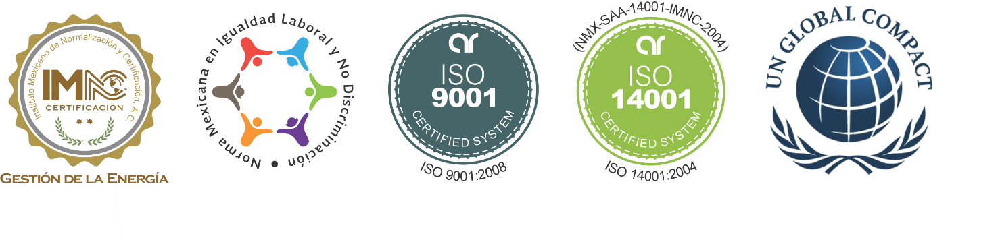 Instituto Mexicano de Normalización y Certificación, A.C.
IMNC
CERTIFICACIÓN
GESTIÓN DE LA ENERGÍA
Norma Mexicana en Igualdad Laboral y No Discriminación
ar
ISO
9001
CERTIFIED SYSTEM
ISO 9001:2008
(NMX-SAA-14001-IMNC-2004)
ar
ISO
14001
CERTIFIED SYSTEM
ISO 14001:2004
UN GLOBAL COMPACT